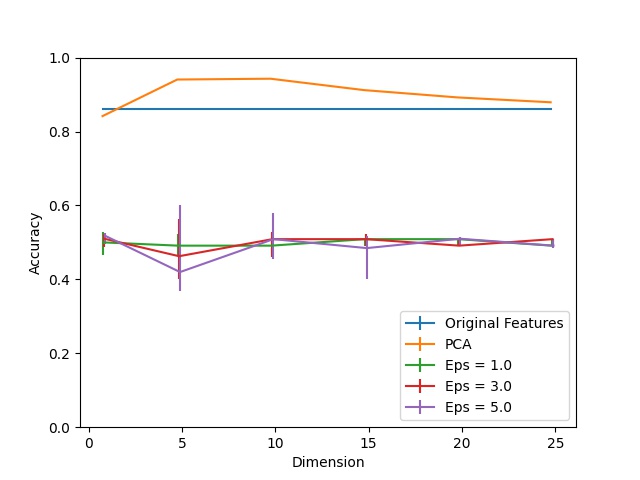 1.0
0.8
0.6
0.4
0.2
0.0
Accuracy
0 5 10 15 20 25
Dimension
Original Features
PCA
Eps = 1.0
Eps = 3.0
Eps = 5.0